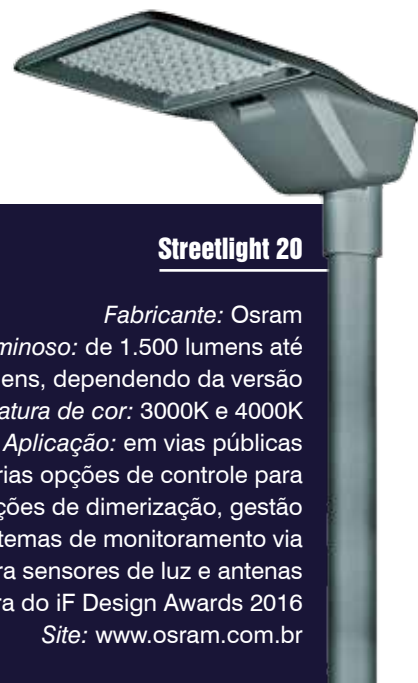 Streetlight 20
Fabricante: Osram
minoso: de 1.500 lumens até
ens, dependendo da versão
atura de cor: 3000K e 4000K
Aplicação: em vias públicas
rias opções de controle para
ções de dimerização, gestão
temas de monitoramento via
ra sensores de luz e antenas
ra do iF Design Awards 2016
Site: www.osram.com.br